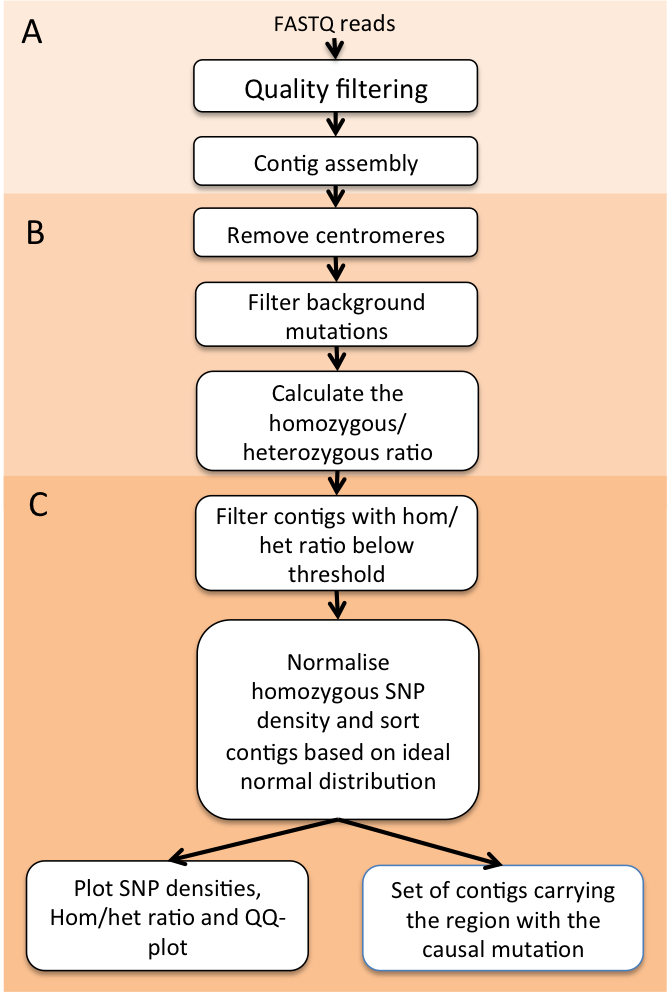 A
FASTQ reads
Quality filtering
Contig assembly
B
Remove centromeres
Filter background
mutations
Calculate the
homozygous/
heterozygous ratio
C
Filter contigs with hom/
het ratio below
threshold
Normalise
homozygous SNP
density and sort
contigs based on ideal
normal distribution
Plot SNP densities,
Hom/het ratio and QQ-
plot
Set of contigs carrying
the region with the
causal mutation